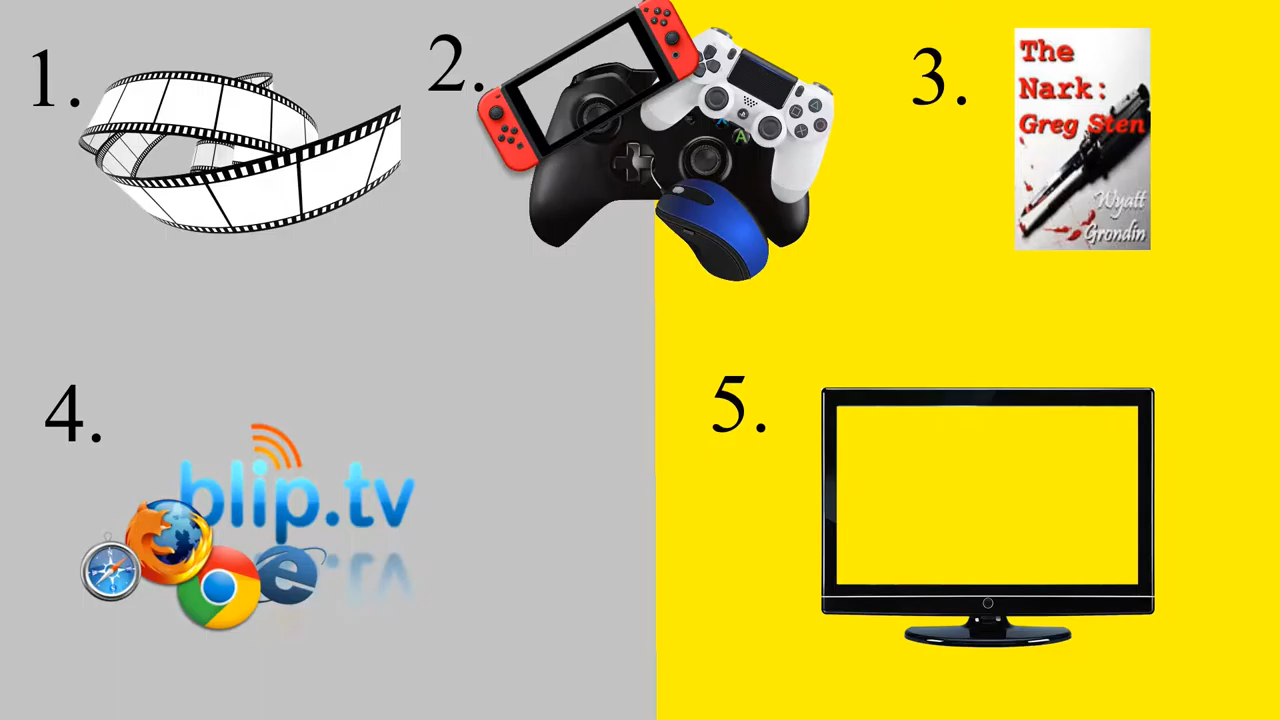 1.
2.
3.
The
Nark:
Greg Sten
Wyatt
Grondin
4.
blip.tv
5.